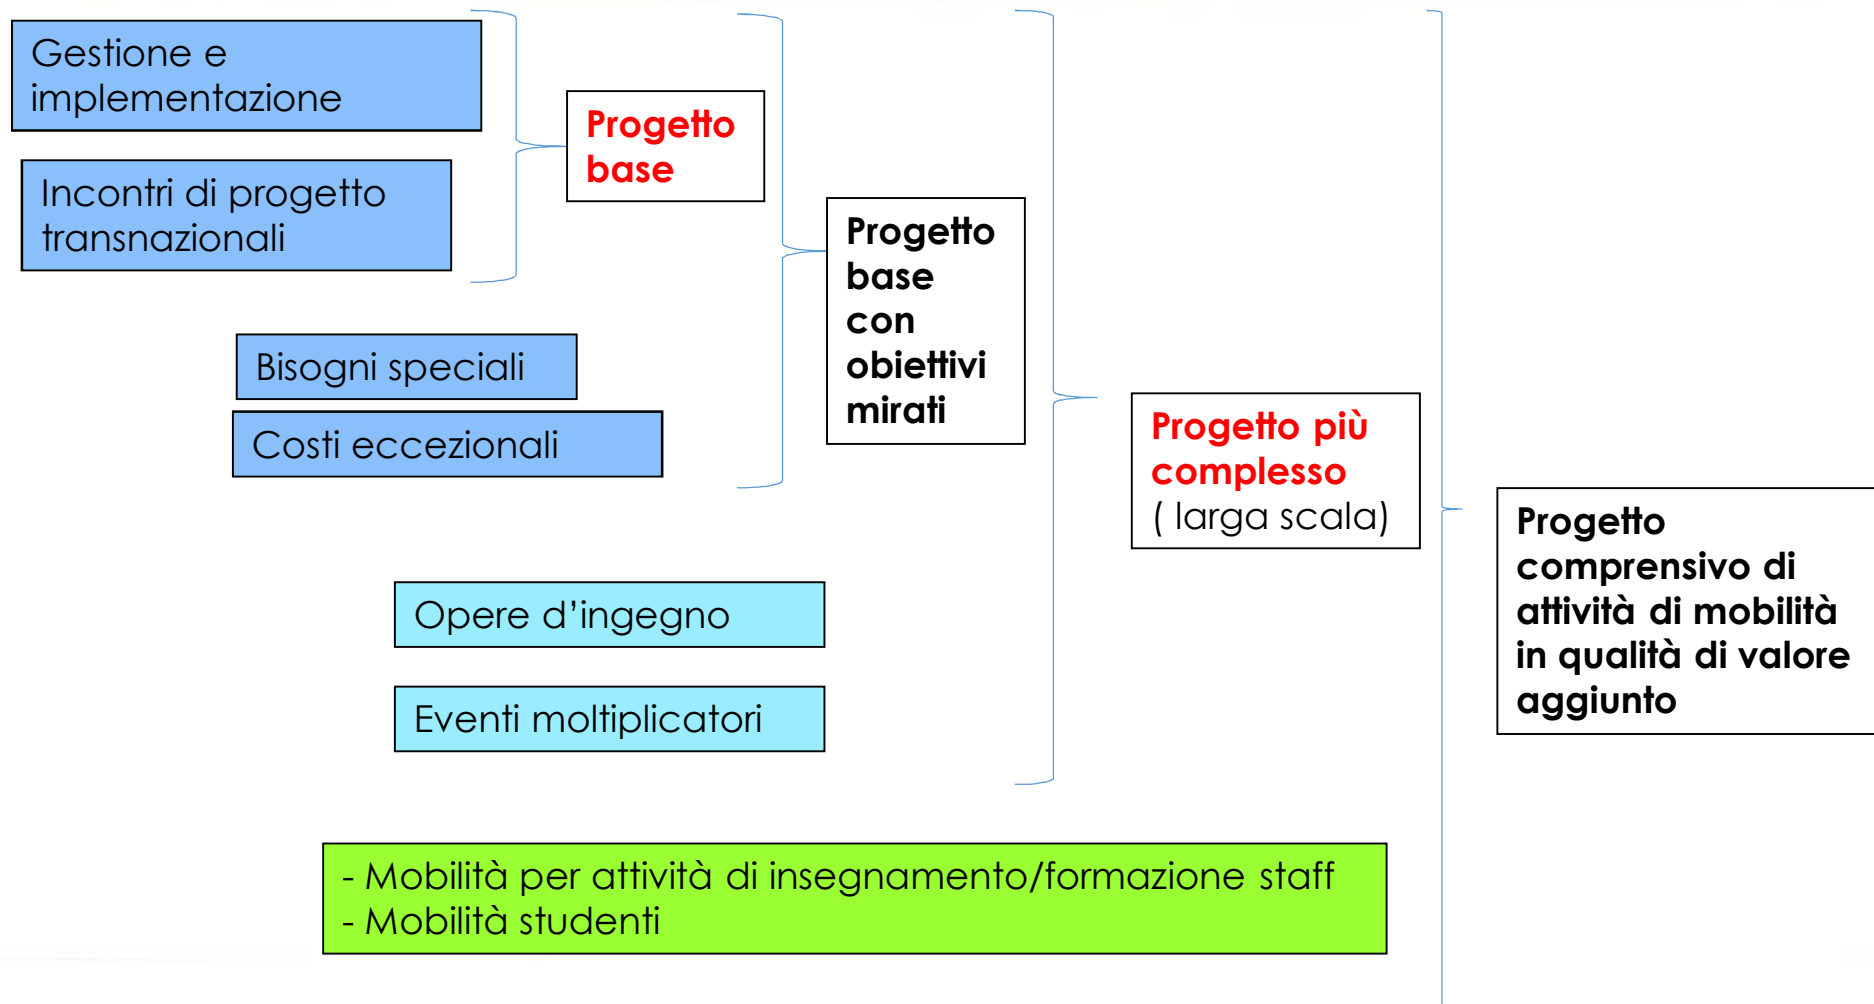 Gestione e
implementazione
Incontri di progetto
transnazionali
Progetto
base
Bisogni speciali
Costi eccezionali
Progetto
base
con
obiettivi
mirati
Opere d’ingegno
Eventi moltiplicatori
Progetto più
complesso
( larga scala)
- Mobilità per attività di insegnamento/formazione staff
- Mobilità studenti
Progetto
comprensivo di
attività di mobilità
in qualità di valore
aggiunto